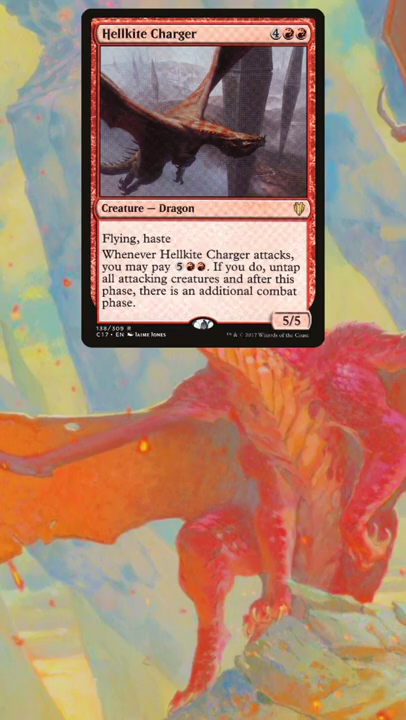 Hellkite Charger 4
Creature — Dragon
Flying, haste
Whenever Hellkite Charger attacks,
you may pay 5. If you do, untap
all attacking creatures and after this
phase, there is an additional combat
phase.
5/5
138/309 R
C17 • EN Jaime Jones ™ & © 2017 Wizards of the Coast